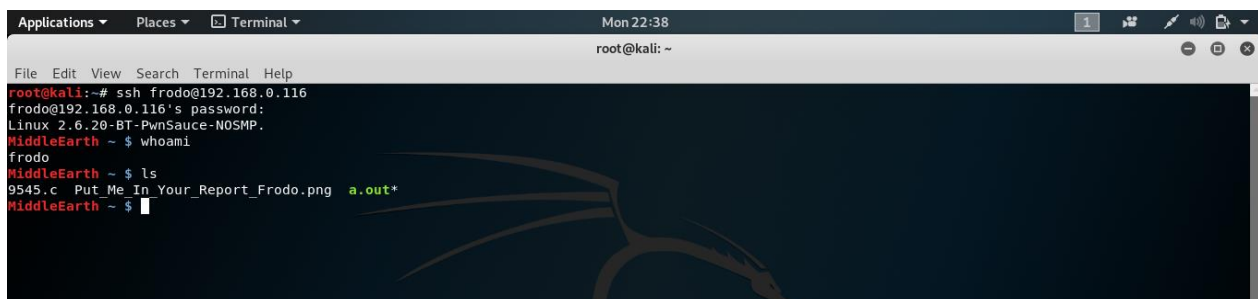 Applications ▾ Places ▾ Terminal ▾ Mon 22:38 1
root@kali: ~
File Edit View Search Terminal Help
root@kali:~# ssh frodo@192.168.0.116
frodo@192.168.0.116's password:
Linux 2.6.20-BT-PwnSauce-NOSMP.
MiddleEarth ~ $ whoami
frodo
MiddleEarth ~ $ ls
9545.c  Put_Me_In_Your_Report_Frodo.png  a.out*
MiddleEarth ~ $